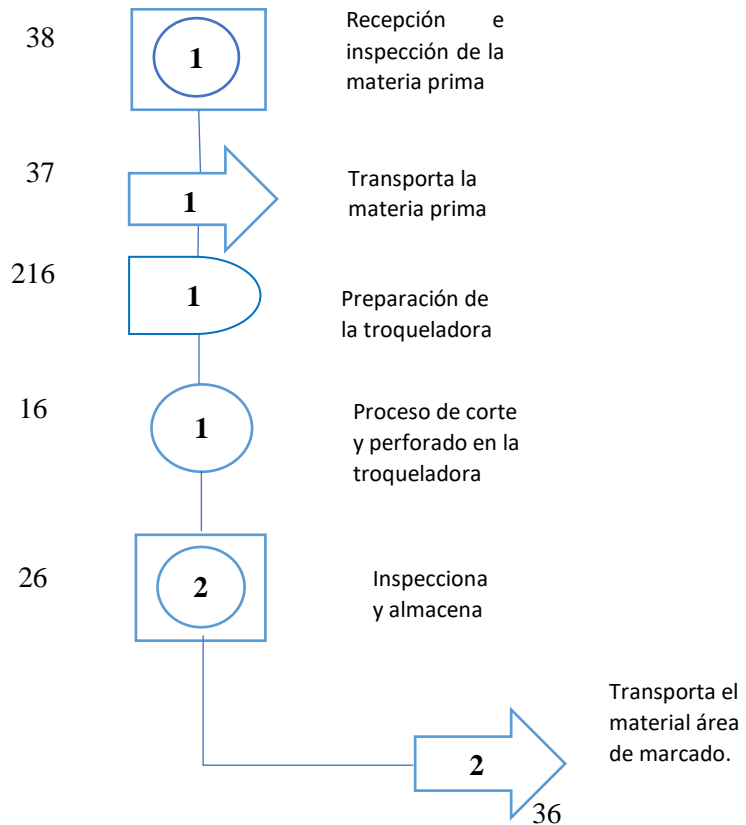 38
1
Recepción e
inspección de la
materia prima
37
1
Transporta la
materia prima
216
1
Preparación de
la troqueladora
16
1
Proceso de corte
y perforado en la
troqueladora
26
2
Inspecciona
y almacena
2
Transporta el
material área
de marcado.
36